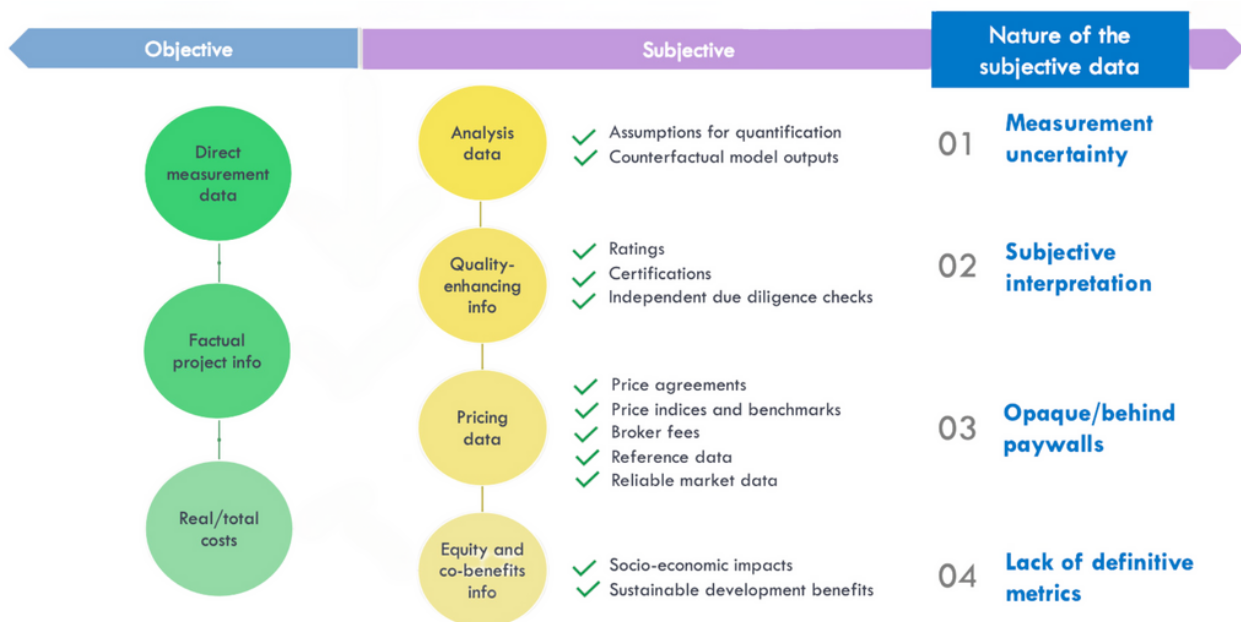 Objective
Subjective
Nature of the
subjective data
Direct
measurement
data
Factual
project info
Real/total
costs
Analysis
data
Assumptions for quantification
Counterfactual model outputs
01
Measurement
uncertainty
Quality-
enhancing
info
Ratings
Certifications
Independent due diligence checks
02
Subjective
interpretation
Pricing
data
Price agreements
Price indices and benchmarks
Broker fees
Reference data
Reliable market data
03
Opaque/behind
paywalls
Equity and
co-benefits
info
Socio-economic impacts
Sustainable development benefits
04
Lack of definitive
metrics